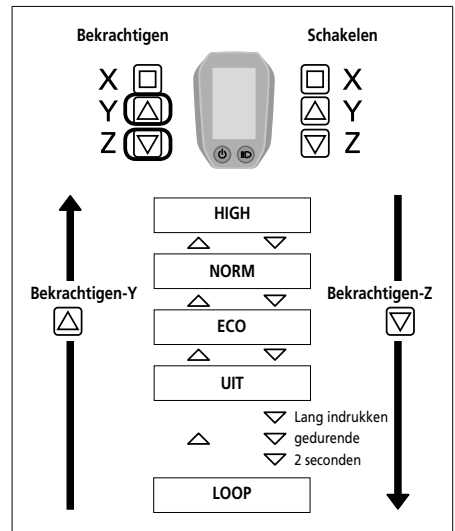 Bekrachtigen Schakelen
X X
Y Y
Z Z
HIGH
NORM
Bekrachtigen-Y Bekrachtigen-Z
ECO
UIT
Lang indrukken
gedurende
2 seconden
LOOP